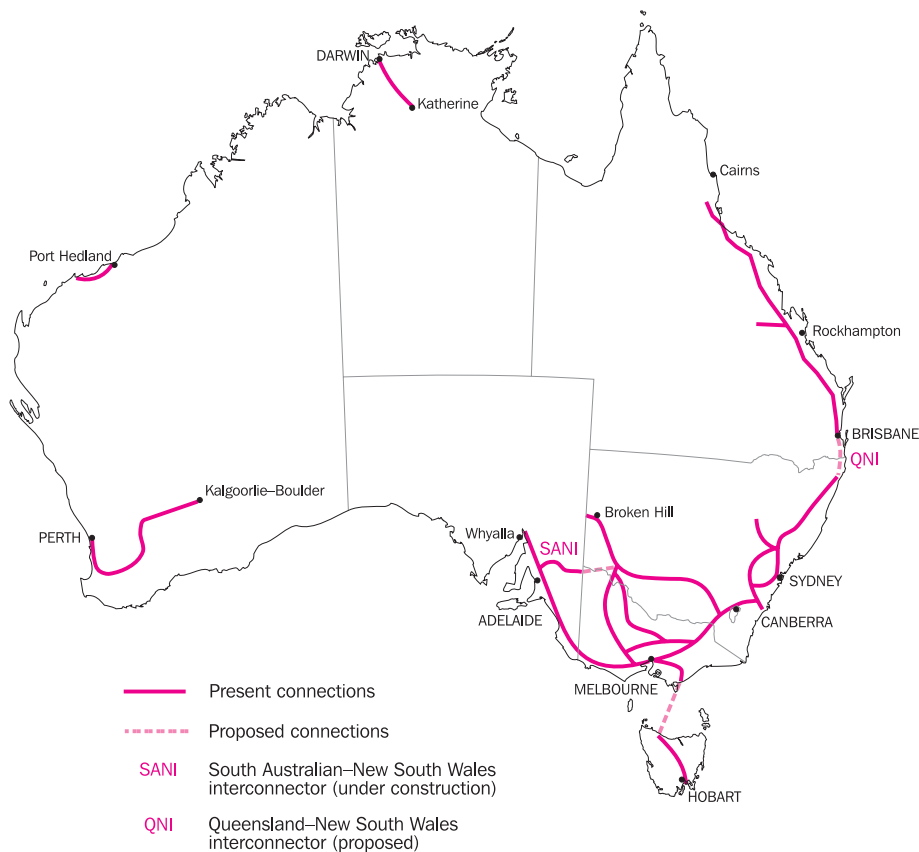 DARWIN
Katherine
Cairns
Port Hedland
Rockhampton
BRISBANE
QNI
Kalgoorlie–Boulder
Broken Hill
PERTH
Whyalla
SANI
SYDNEY
ADELAIDE
CANBERRA
MELBOURNE
HOBART
Present connections
Proposed connections
SANI South Australian–New South Wales
interconnector (under construction)
QNI Queensland–New South Wales
interconnector (proposed)